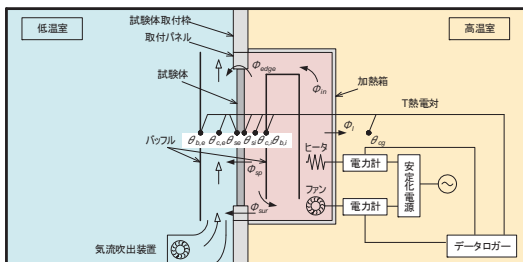 低温室
試験体取付枠
取付パネル
試験体
高温室
加熱箱
Φedge
Φin
T熱電対
θb,e θc,e θse θsi θc,i θb,i
Φl
θcg
バッフル
Φsp
ヒータ
電力計
安定化電源
ファン
電力計
Φsur
気流吹出装置
データロガー